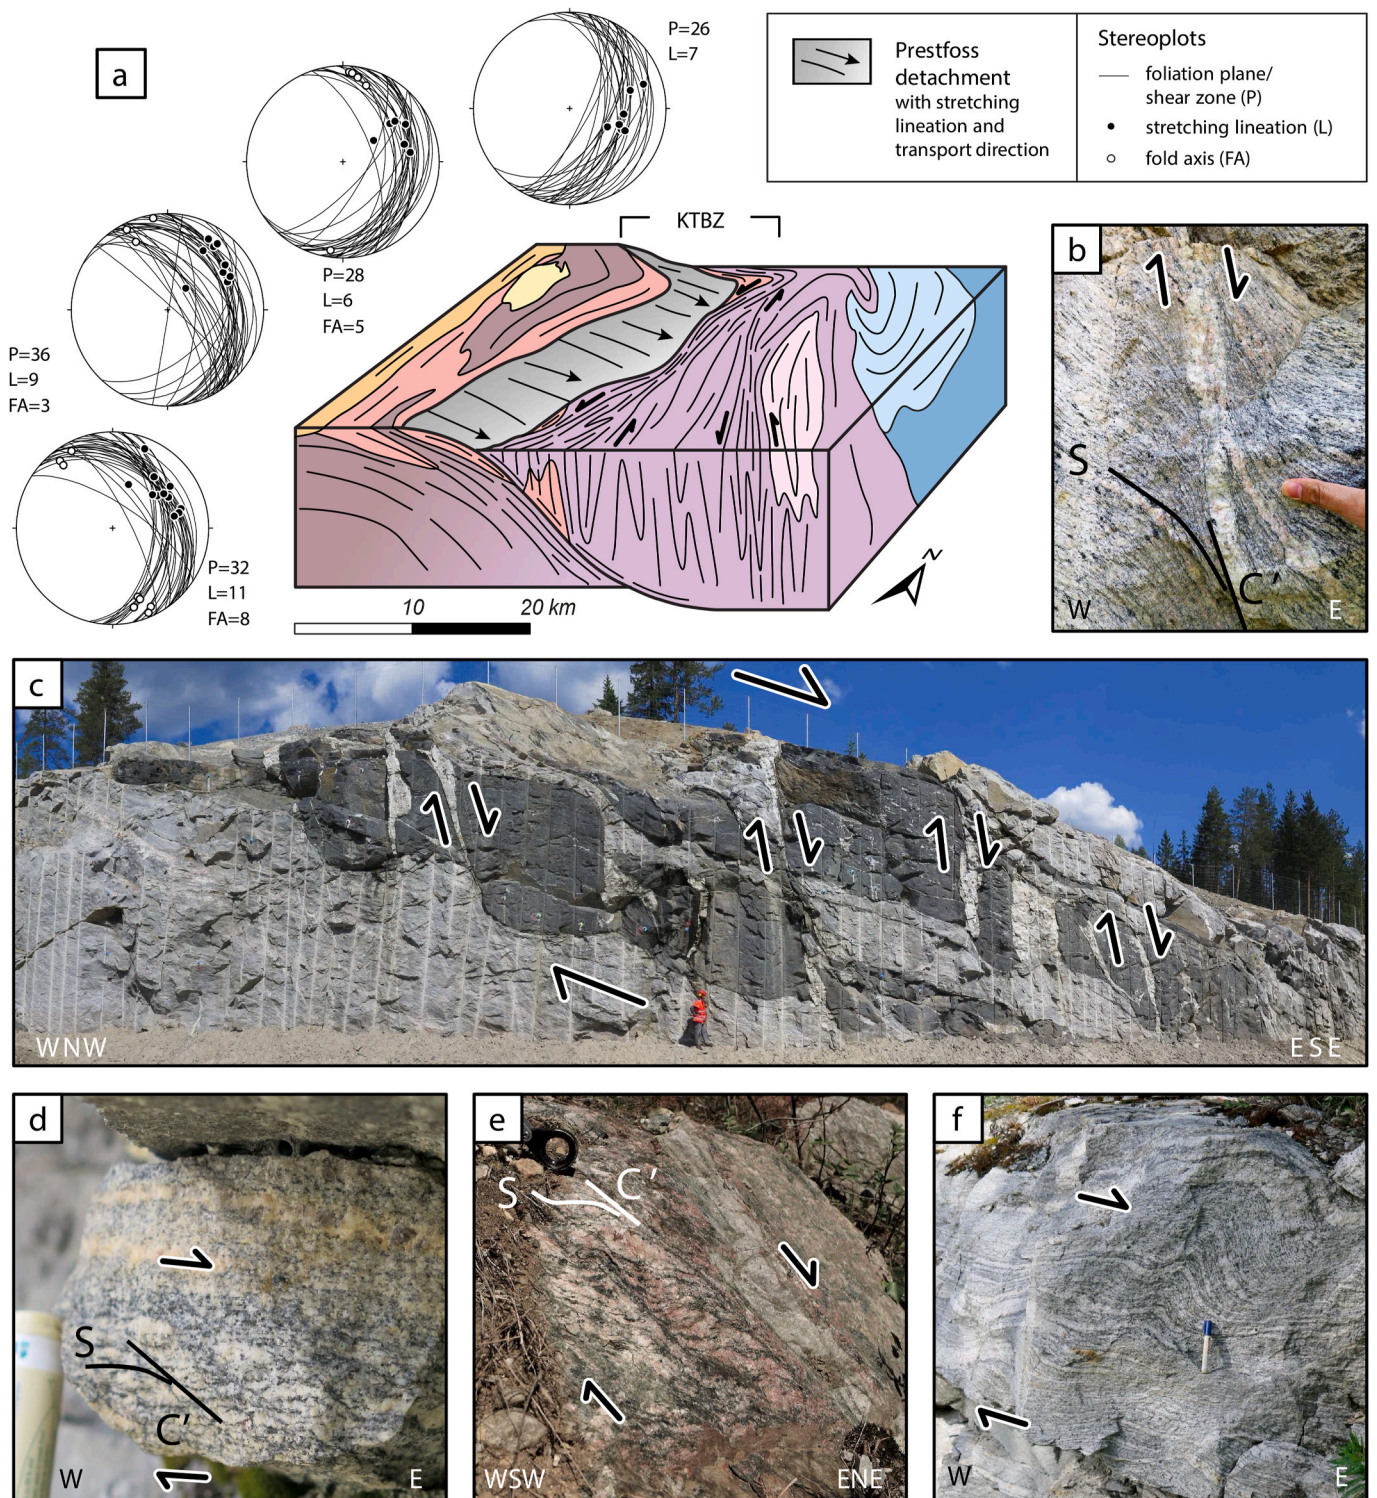 a
P=26
L=7
Prestfoss
detachment
with stretching
lineation and
transport direction
Stereoplots
foliation plane/
shear zone (P)
stretching lineation (L)
fold axis (FA)
KTBZ
P=28
L=6
FA=5
P=36
L=9
FA=3
P=32
L=11
FA=8
N
10 20 km
b
S
C'
W E
c
WNW ESE
d
S
C'
W E
e
S C'
WSW ENE
f
W E